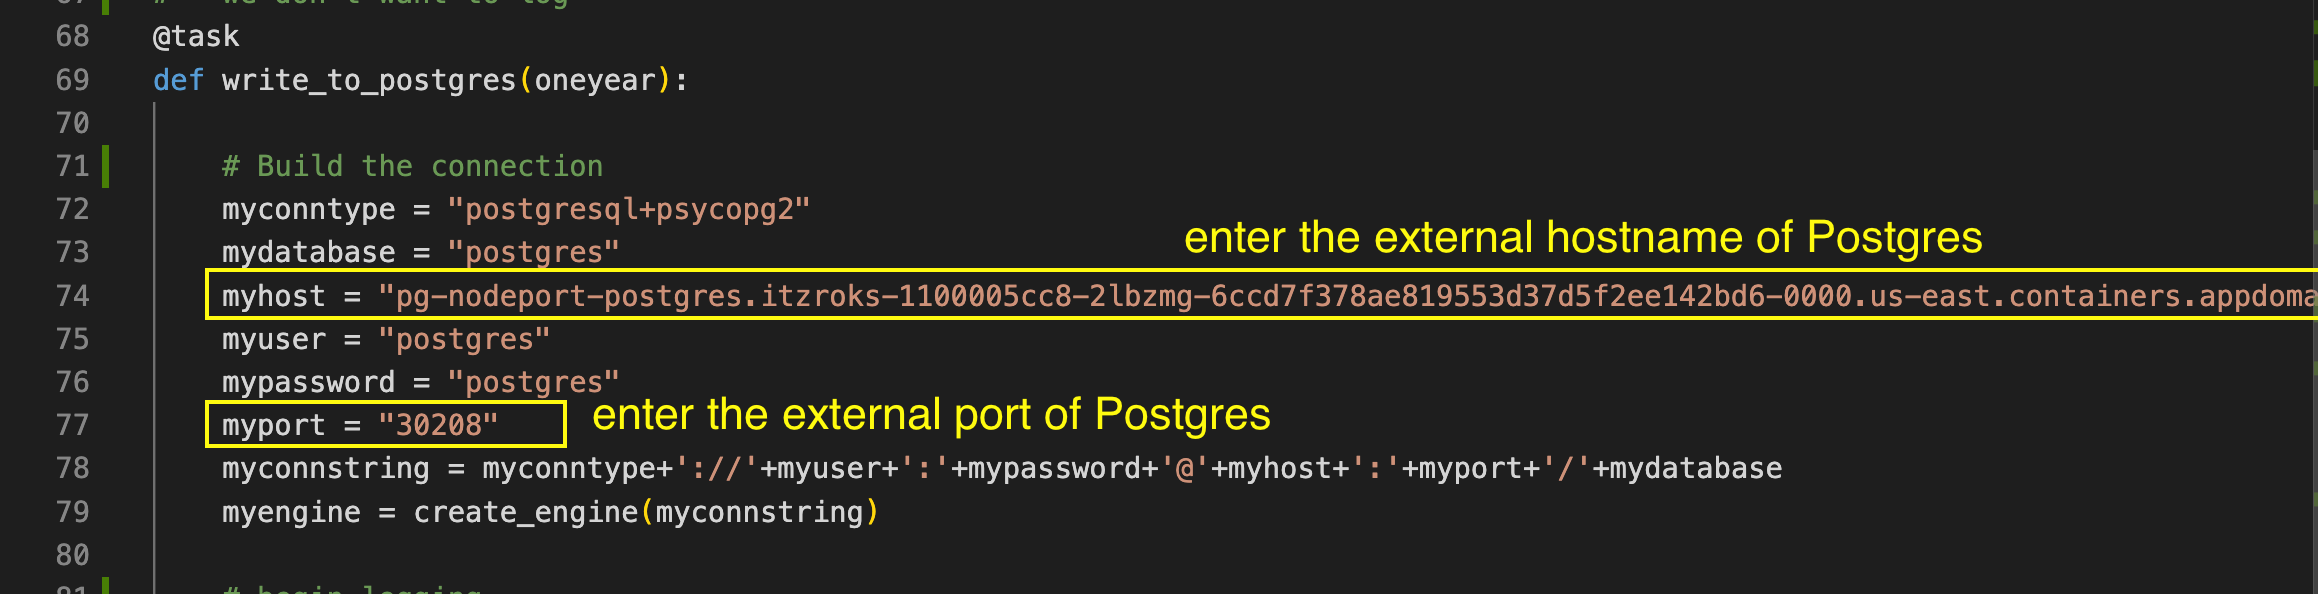 # we don't want to log
68 @task
69 def write_to_postgres(oneyear):
70
71 # Build the connection
72 myconntype = "postgresql+psycopg2"
73 mydatabase = "postgres"
enter the external hostname of Postgres
74 myhost = "pg-nodeport-postgres.itzroks-1100005cc8-2lbzmg-6ccd7f378ae819553d37d5f2ee142bd6-0000.us-east.containers.appdoma
75 myuser = "postgres"
76 mypassword = "postgres"
77 myport = "30208" enter the external port of Postgres
78 myconnstring = myconntype+'://'+myuser+':'+mypassword+'@'+myhost+':'+myport+'/'+mydatabase
79 myengine = create_engine(myconnstring)
80
81 # begin logging